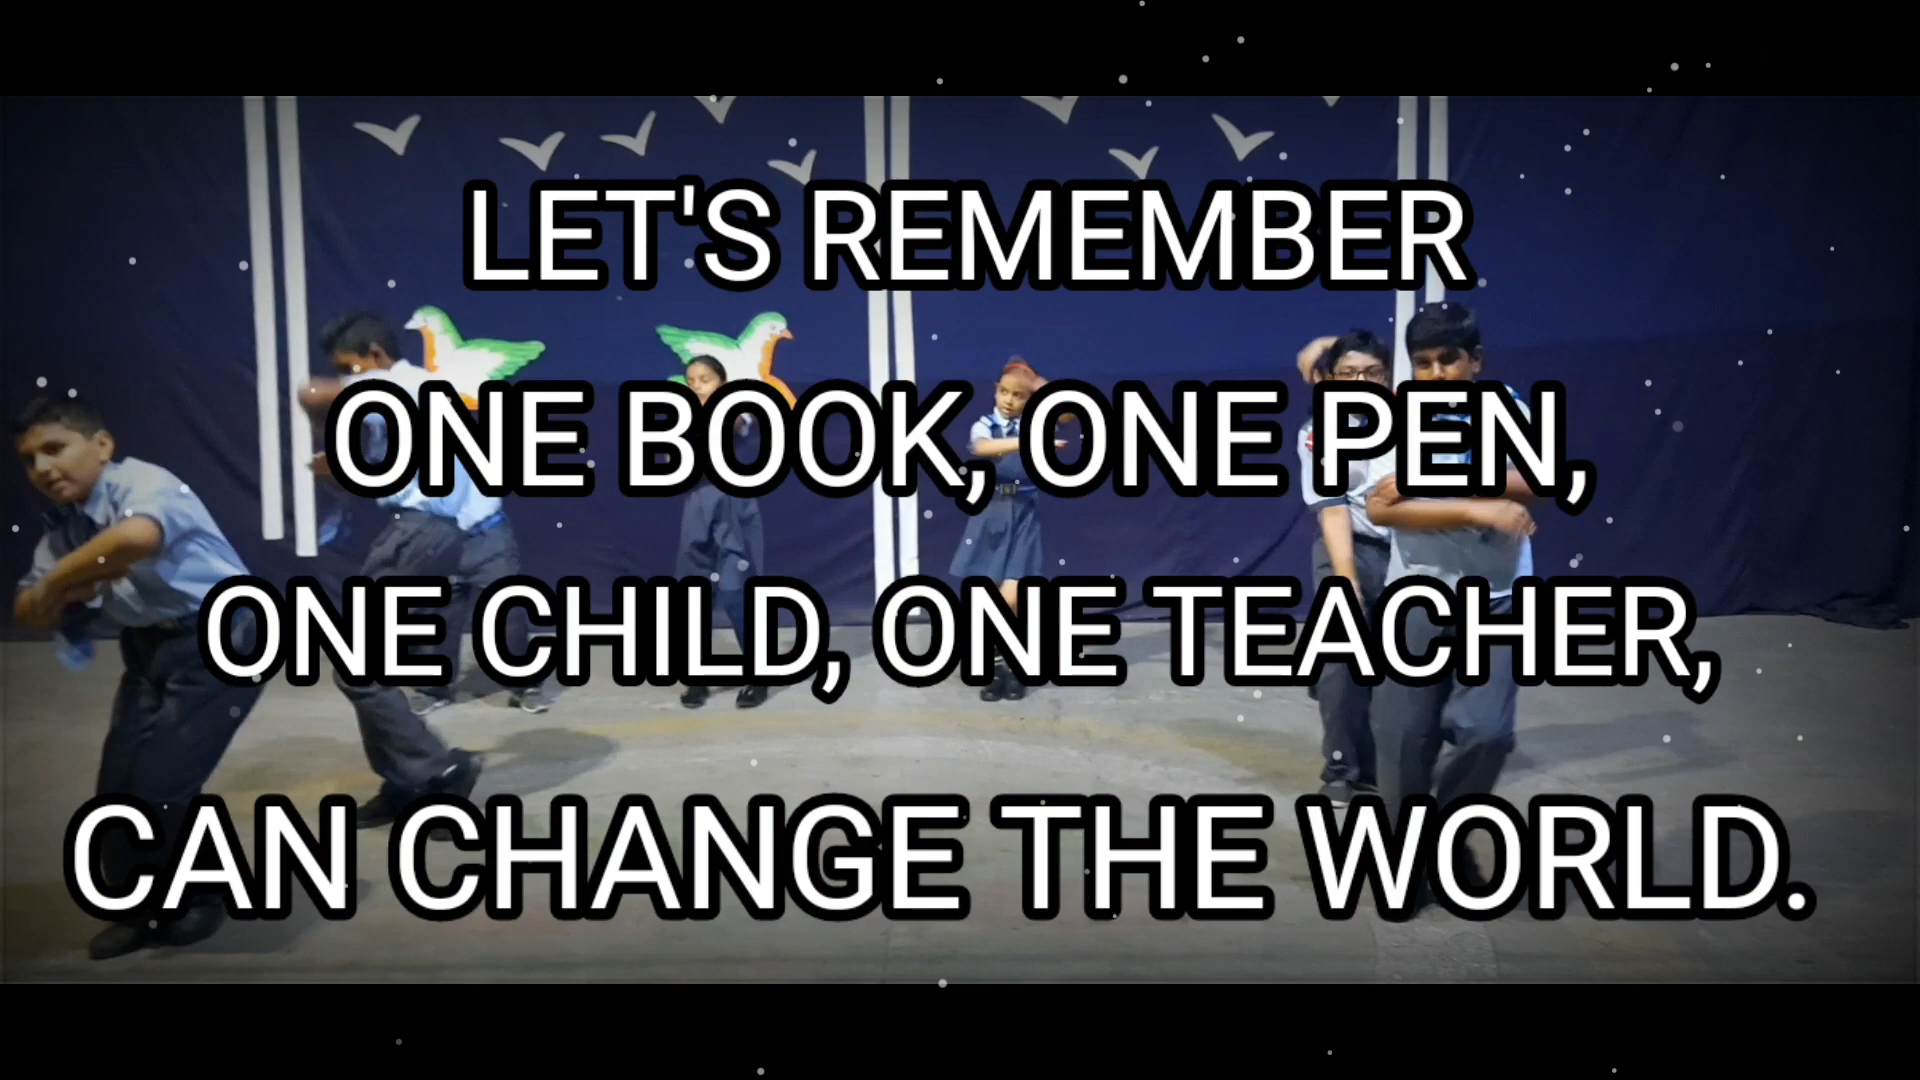 LET'S REMEMBER
ONE BOOK, ONE PEN,
ONE CHILD, ONE TEACHER,
CAN CHANGE THE WORLD.